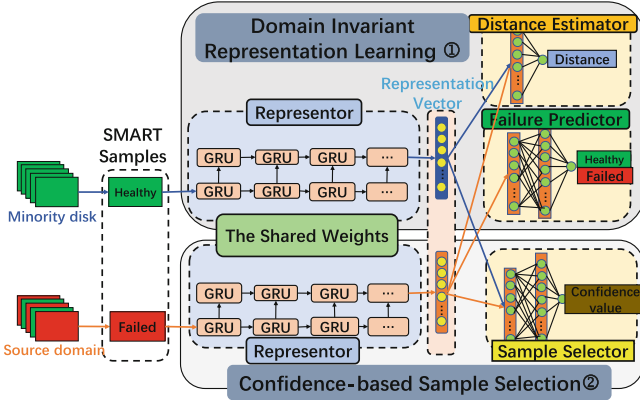 Domain Invariant
Representation Learning ①
Distance Estimator
Distance
Representation
Vector
Representor
Failure Predictor
SMART
Samples
GRU GRU GRU ...
Healthy
GRU GRU GRU ...
Healthy
Failed
Minority disk
The Shared Weights
GRU GRU GRU ...
Confidence
value
Failed
GRU GRU GRU ...
Source domain
Representor
Sample Selector
Confidence-based Sample Selection②